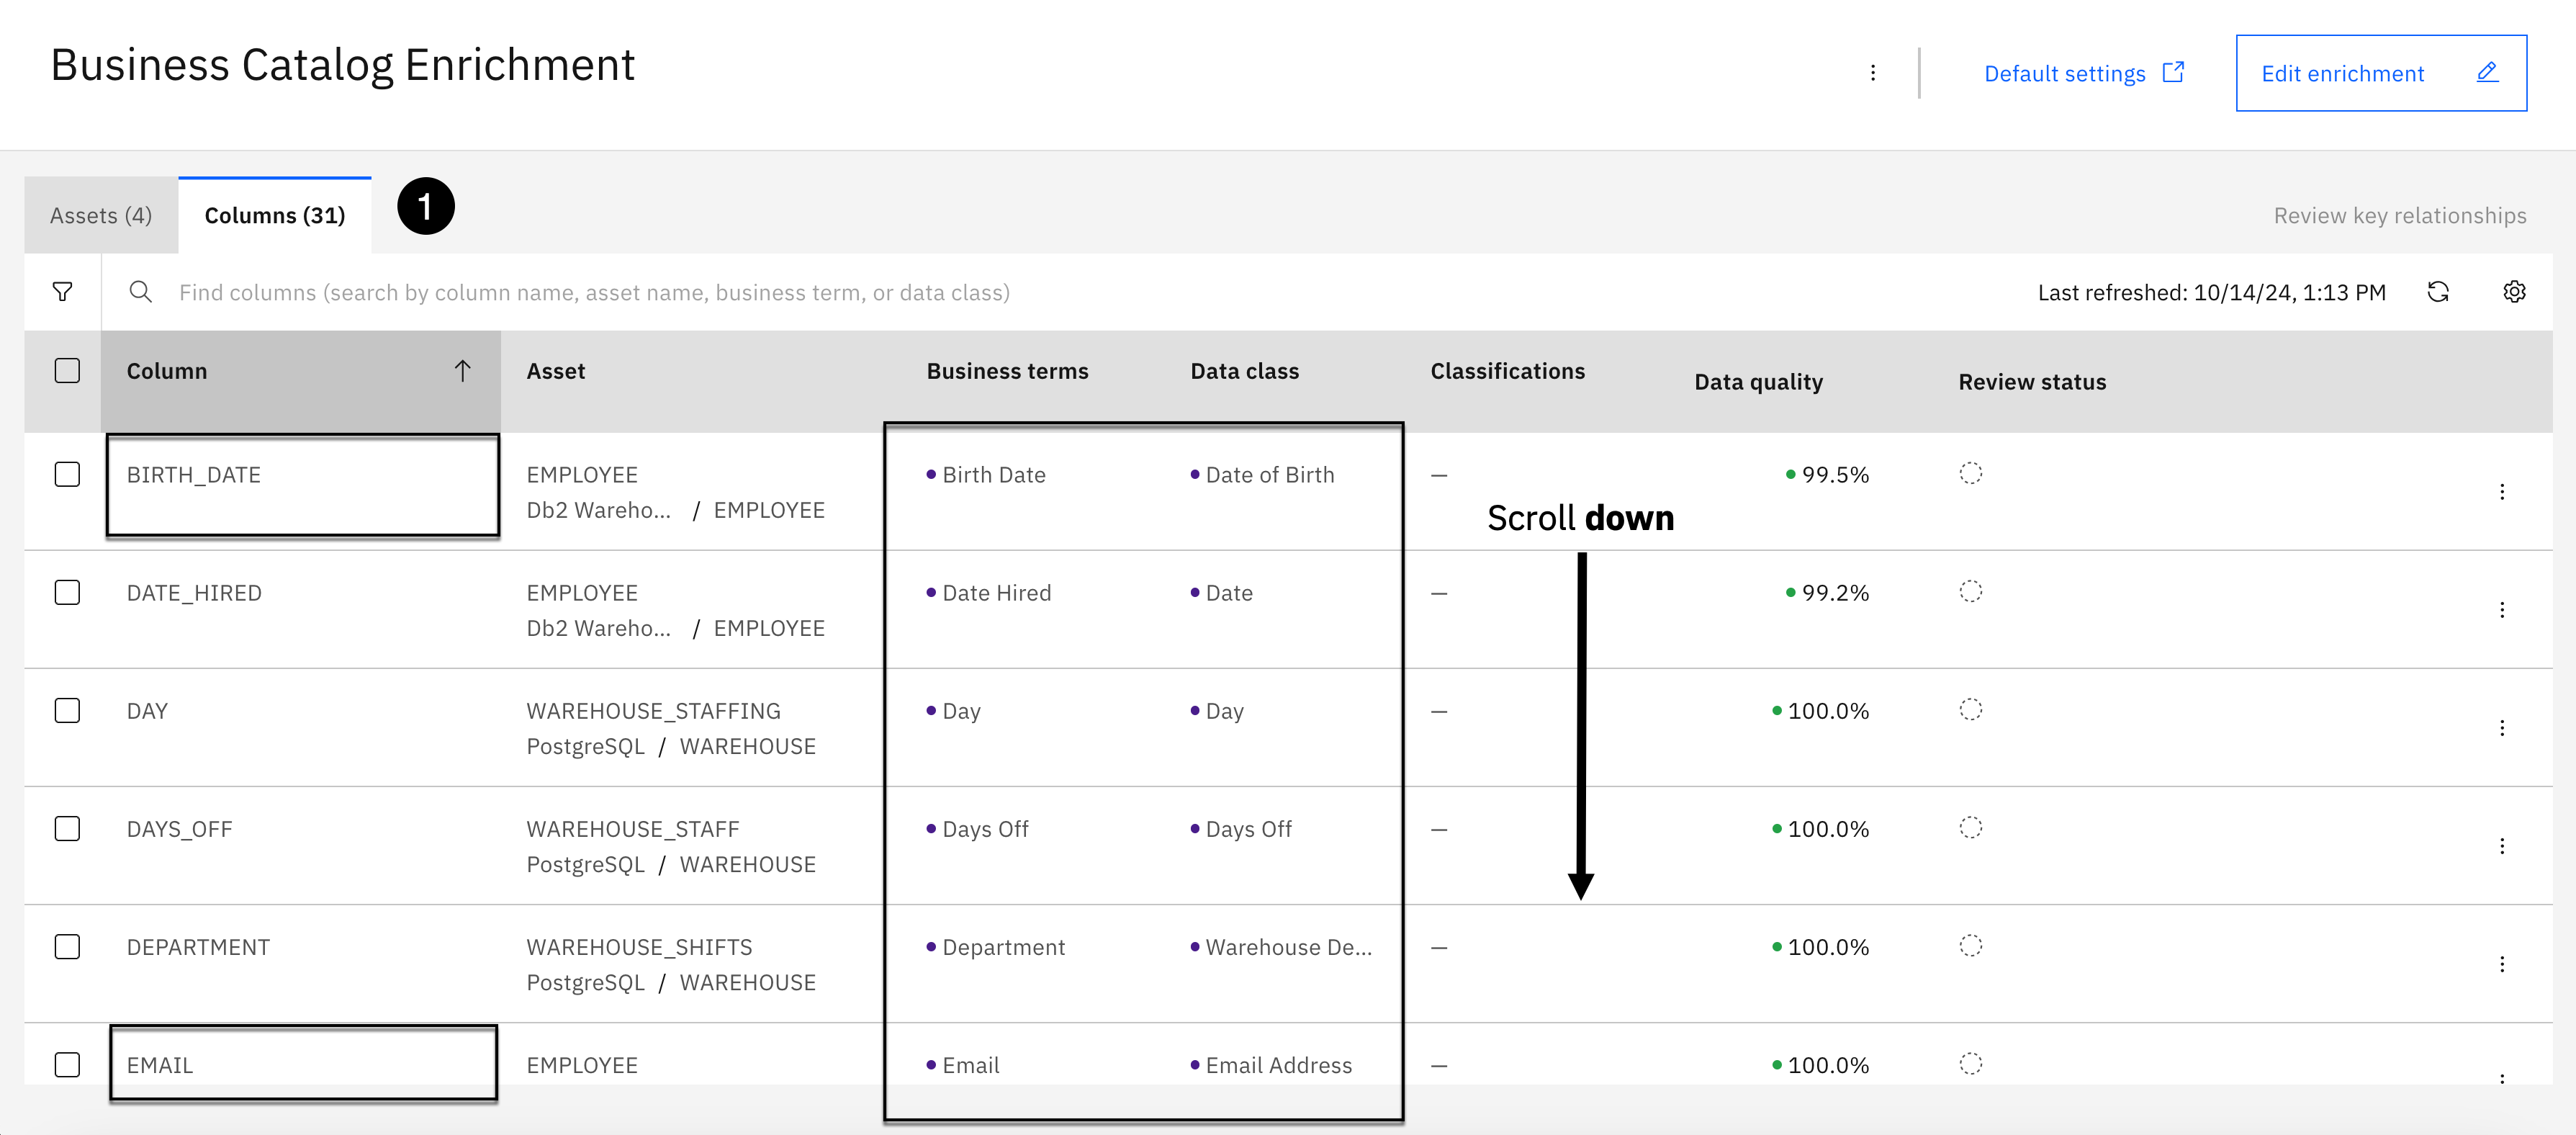 Business Catalog Enrichment
Default settings
Edit enrichment
Assets (4)
Columns (31)
1
Review key relationships
Find columns (search by column name, asset name, business term, or data class)
Last refreshed: 10/14/24, 1:13 PM
Column Asset Business terms Data class Classifications Data quality Review status
BIRTH_DATE EMPLOYEE Birth Date Date of Birth — 99.5%
Db2 Wareho... / EMPLOYEE
Scroll down
DATE_HIRED EMPLOYEE Date Hired Date — 99.2%
Db2 Wareho... / EMPLOYEE
DAY WAREHOUSE_STAFFING Day Day — 100.0%
PostgreSQL / WAREHOUSE
DAYS_OFF WAREHOUSE_STAFF Days Off Days Off — 100.0%
PostgreSQL / WAREHOUSE
DEPARTMENT WAREHOUSE_SHIFTS Department Warehouse De... — 100.0%
PostgreSQL / WAREHOUSE
EMAIL EMPLOYEE Email Email Address — 100.0%